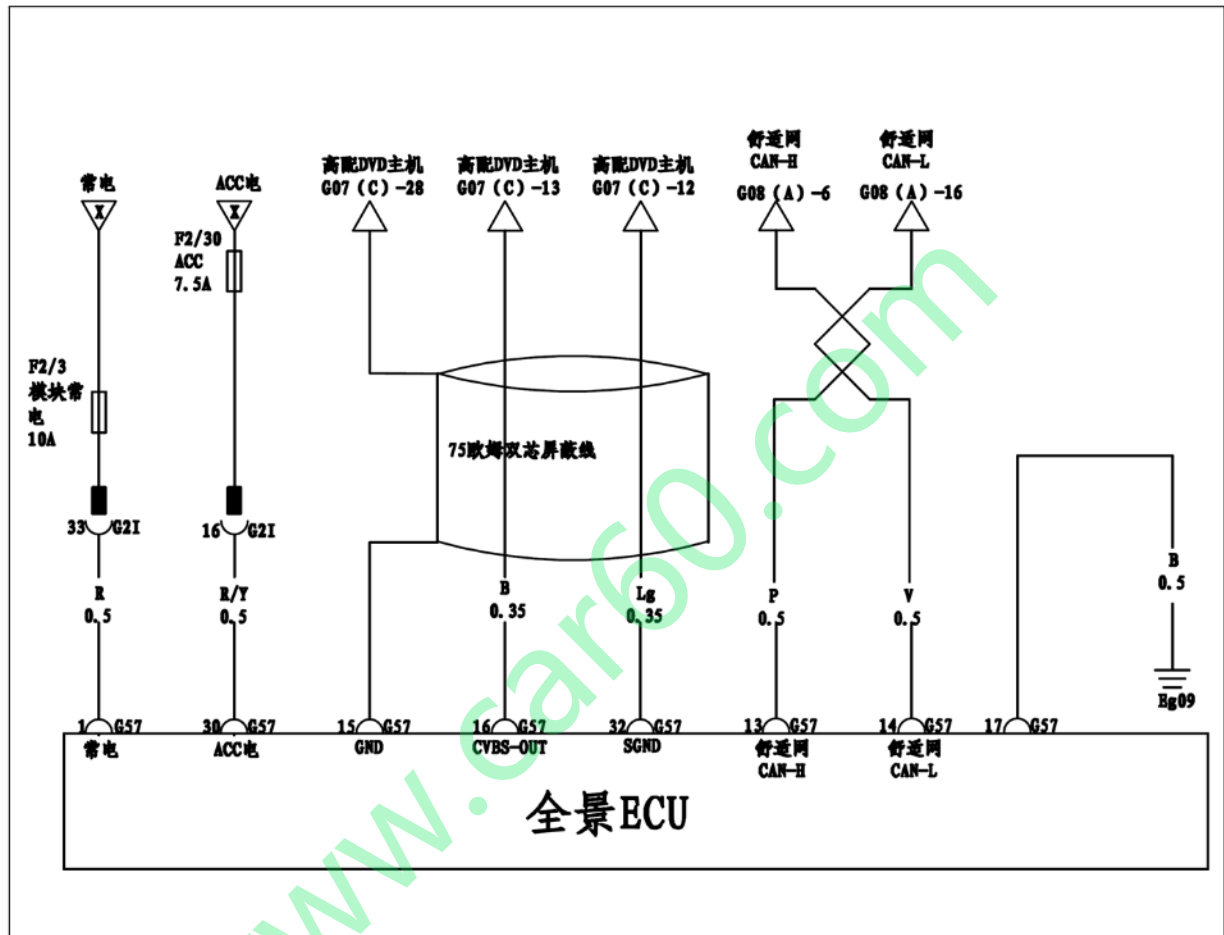 常电
X
ACC电
X
高配DVD主机
G07（C）-28
高配DVD主机
G07（C）-13
高配DVD主机
G07（C）-12
舒适网
CAN-H
G08（A）-6
舒适网
CAN-L
G08（A）-16
F2/30
ACC
7.5A
F2/3
模块常
电
10A
75欧姆双芯屏蔽线
33 G2I
16 G2I
R
0.5
R/Y
0.5
B
0.35
Lg
0.35
P
0.5
V
0.5
B
0.5
Eg09
1 G57
30 G57
15 G57
16 G57
32 G57
13 G57
14 G57
17 G57
常电
ACC电
GND
CVBS-OUT
SGND
舒适网
CAN-H
舒适网
CAN-L
全景ECU
www.car60.com